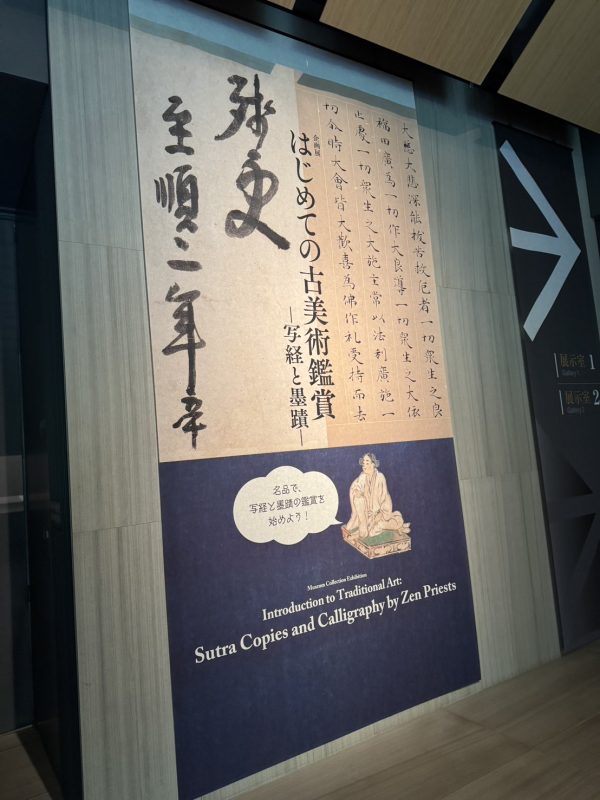 大慈大悲深能拔苦救厄者一切衆生之良
福田廣為一切作大良導一切衆生之大依
止處一切衆生之大施主常以法利廣施一
切尒時大會皆大歡喜為佛作礼受持而去
企画展
はじめての古美術鑑賞
―写経と墨蹟―
至順二年辛
名品で、
写経と墨蹟の鑑賞を
始めよう！
Museum Collection Exhibition
Introduction to Traditional Art:
Sutra Copies and Calligraphy by Zen Priests
展示室 1
Gallery 1
展示室 2
Gallery 2